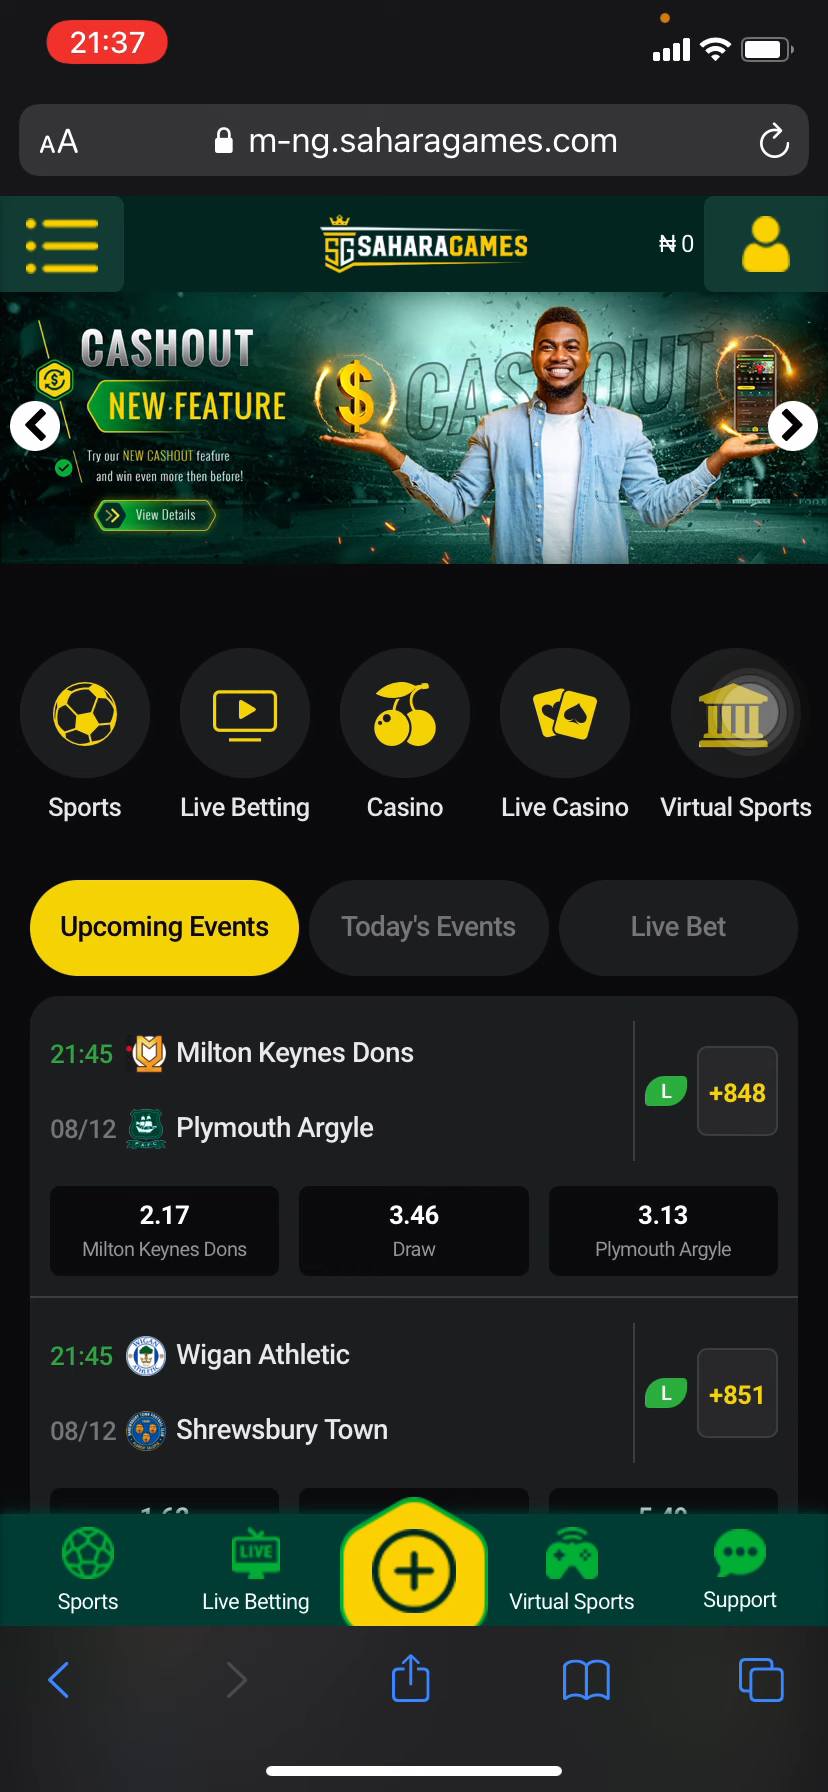 21:37
AA
m-ng.saharagames.com
SG SAHARAGAMES
₦ 0
CASHOUT
NEW FEATURE
Try our NEW CASHOUT feature
and win even more then before!
View Details
CASHOUT
Sports
Live Betting
Casino
Live Casino
Virtual Sports
Upcoming Events
Today's Events
Live Bet
21:45
Milton Keynes Dons
L
+848
08/12
Plymouth Argyle
2.17
3.46
3.13
Milton Keynes Dons
Draw
Plymouth Argyle
21:45
Wigan Athletic
L
+851
08/12
Shrewsbury Town
LIVE
Sports
Live Betting
Virtual Sports
Support